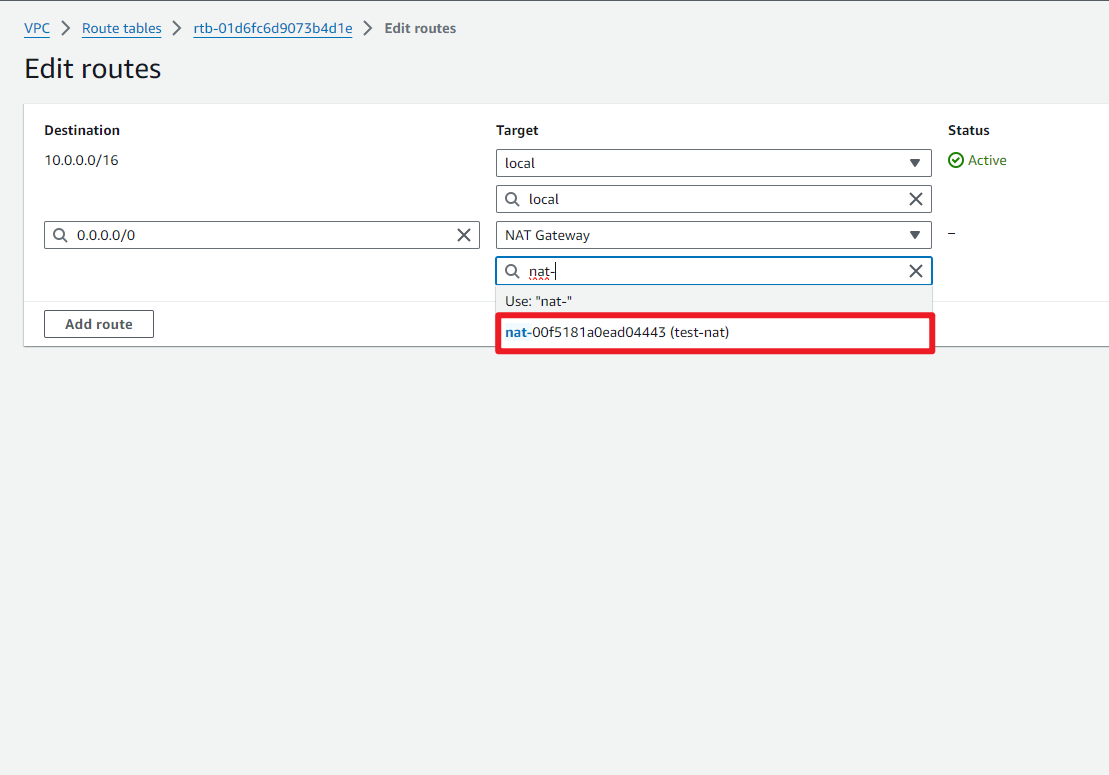 VPC > Route tables > rtb-01d6fc6d9073b4d1e > Edit routes
Edit routes
Destination Target Status
10.0.0.0/16 local Active
local
0.0.0.0/0 NAT Gateway –
nat-
Use: "nat-"
Add route nat-00f5181a0ead04443 (test-nat)